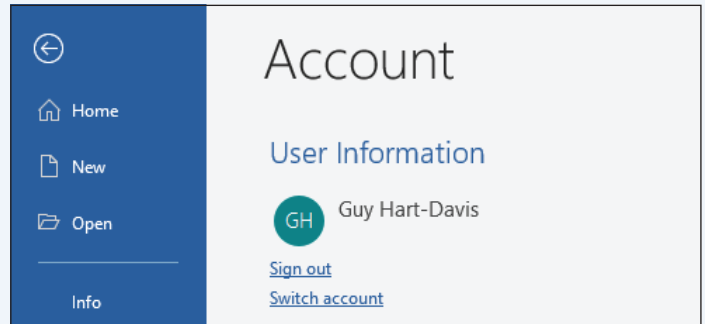 Home
New
Open
Info
Account
User Information
GH
Guy Hart-Davis
Sign out
Switch account